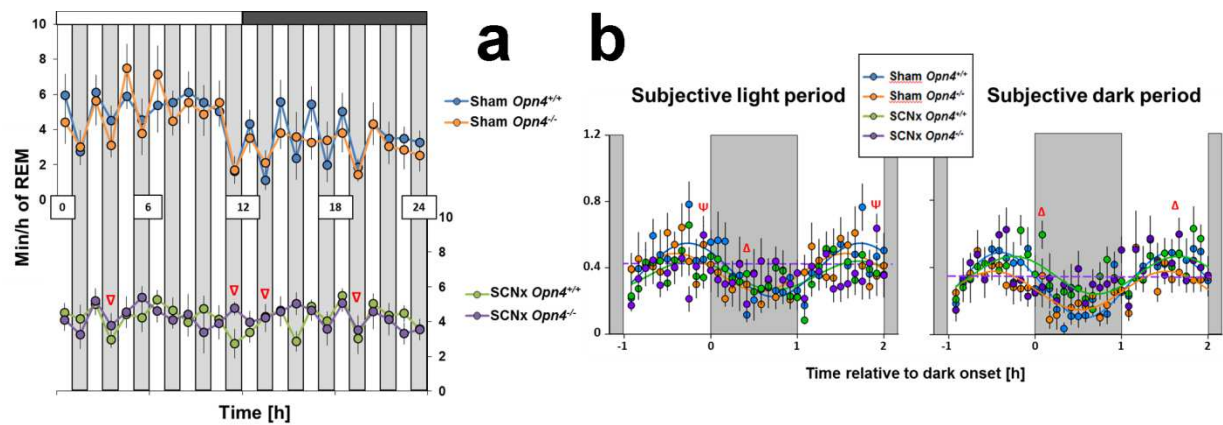 a
b
10
8
6
4
2
0
Min/h of REM
Sham Opn4+/+
Sham Opn4-/-
0
6
12
18
24
10
8
6
4
2
0
∇
∇
∇
∇
SCNx Opn4+/+
SCNx Opn4-/-
Time [h]
Sham Opn4+/+
Sham Opn4-/-
SCNx Opn4+/+
SCNx Opn4-/-
Subjective light period
Subjective dark period
1.2
0.8
0.4
0
Ψ
Δ
Ψ
Δ
Δ
-1
0
1
2
-1
0
1
2
Time relative to dark onset [h]